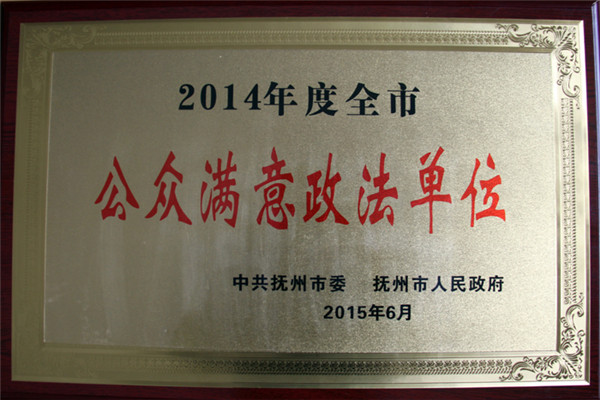 2014年度全市
公众满意政法单位
中共抚州市委 抚州市人民政府
2015年6月